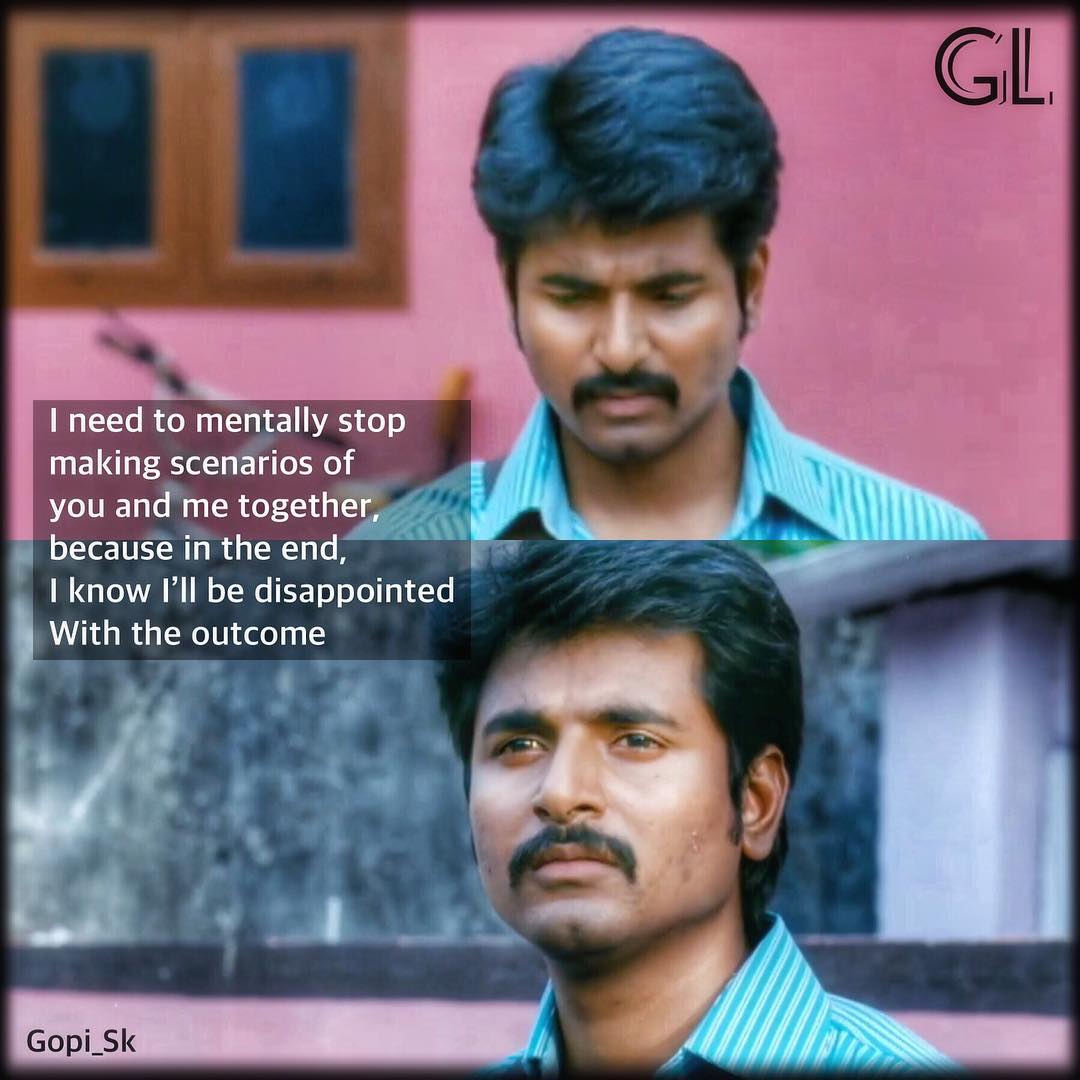 GL
I need to mentally stop
making scenarios of
you and me together,
because in the end,
I know I’ll be disappointed
With the outcome
Gopi_Sk